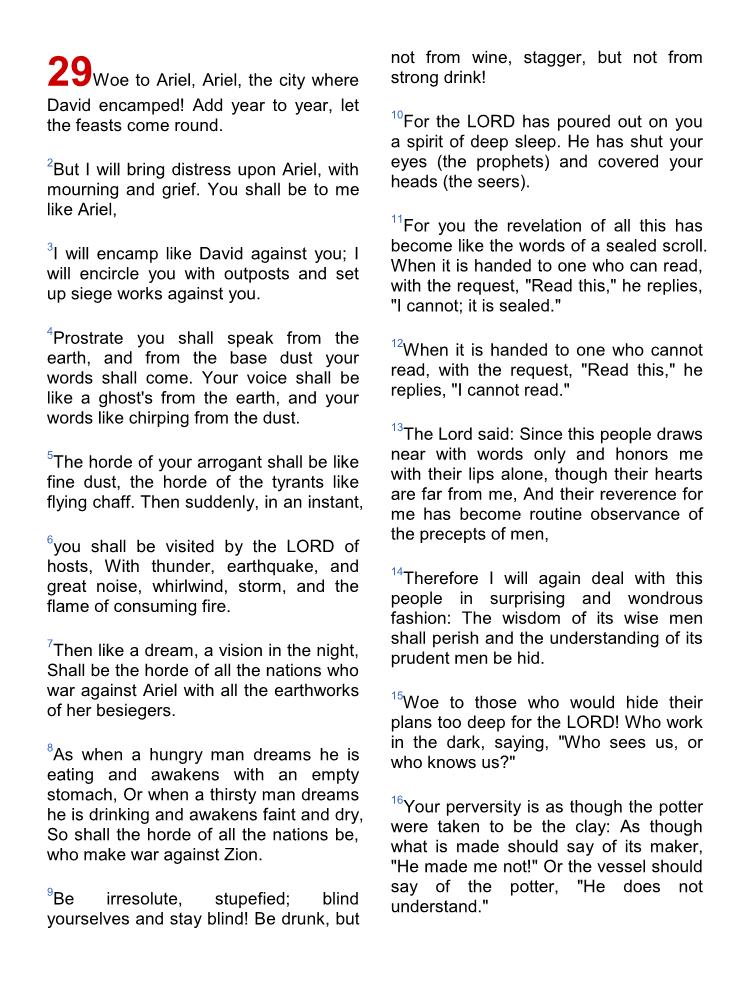 29Woe to Ariel, Ariel, the city where
David encamped! Add year to year, let
the feasts come round.
2But I will bring distress upon Ariel, with
mourning and grief. You shall be to me
like Ariel,
3I will encamp like David against you; I
will encircle you with outposts and set
up siege works against you.
4Prostrate you shall speak from the
earth, and from the base dust your
words shall come. Your voice shall be
like a ghost's from the earth, and your
words like chirping from the dust.
5The horde of your arrogant shall be like
fine dust, the horde of the tyrants like
flying chaff. Then suddenly, in an instant,
6you shall be visited by the LORD of
hosts, With thunder, earthquake, and
great noise, whirlwind, storm, and the
flame of consuming fire.
7Then like a dream, a vision in the night,
Shall be the horde of all the nations who
war against Ariel with all the earthworks
of her besiegers.
8As when a hungry man dreams he is
eating and awakens with an empty
stomach, Or when a thirsty man dreams
he is drinking and awakens faint and dry,
So shall the horde of all the nations be,
who make war against Zion.
9Be irresolute, stupefied; blind
yourselves and stay blind! Be drunk, but
not from wine, stagger, but not from
strong drink!
10For the LORD has poured out on you
a spirit of deep sleep. He has shut your
eyes (the prophets) and covered your
heads (the seers).
11For you the revelation of all this has
become like the words of a sealed scroll.
When it is handed to one who can read,
with the request, "Read this," he replies,
"I cannot; it is sealed."
12When it is handed to one who cannot
read, with the request, "Read this," he
replies, "I cannot read."
13The Lord said: Since this people draws
near with words only and honors me
with their lips alone, though their hearts
are far from me, And their reverence for
me has become routine observance of
the precepts of men,
14Therefore I will again deal with this
people in surprising and wondrous
fashion: The wisdom of its wise men
shall perish and the understanding of its
prudent men be hid.
15Woe to those who would hide their
plans too deep for the LORD! Who work
in the dark, saying, "Who sees us, or
who knows us?"
16Your perversity is as though the potter
were taken to be the clay: As though
what is made should say of its maker,
"He made me not!" Or the vessel should
say of the potter, "He does not
understand."